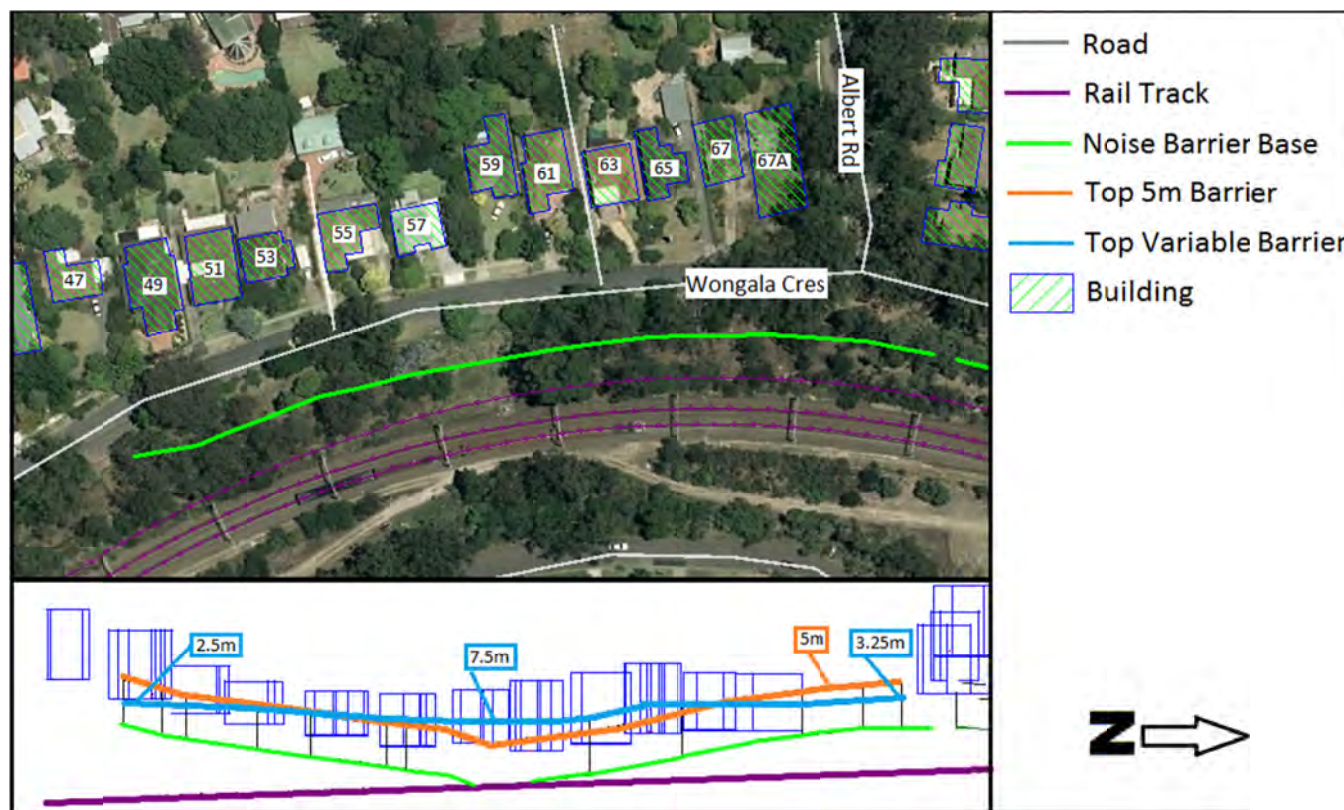 Road
Rail Track
Noise Barrier Base
Top 5m Barrier
Top Variable Barrier
Building
Albert Rd
Wongala Cres
47
49
51
53
55
57
59
61
63
65
67
67A
2.5m
7.5m
5m
3.25m
N